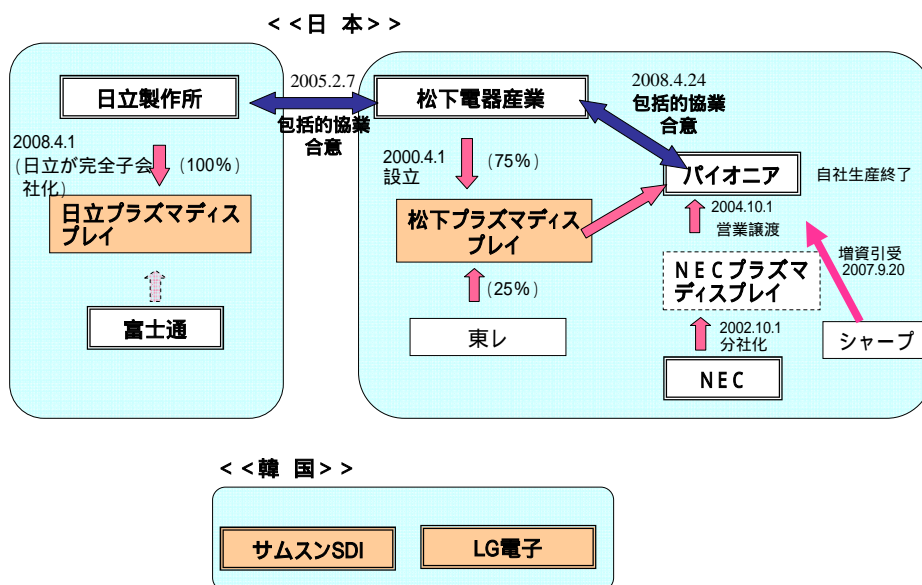 <<日 本>>
日立製作所
2005.2.7
包括的協業
合意
松下電器産業
2008.4.24
包括的協業
合意
2008.4.1
(日立が完全子会
社化)
(100%)
日立プラズマディス
プレイ
富士通
2000.4.1
設立
(75%)
松下プラズマディス
プレイ
(25%)
東レ
パイオニア
自社生産終了
2004.10.1
営業譲渡
NECプラズマ
ディスプレイ
2002.10.1
分社化
NEC
増資引受
2007.9.20
シャープ
<<韓 国>>
サムスンSDI
LG電子